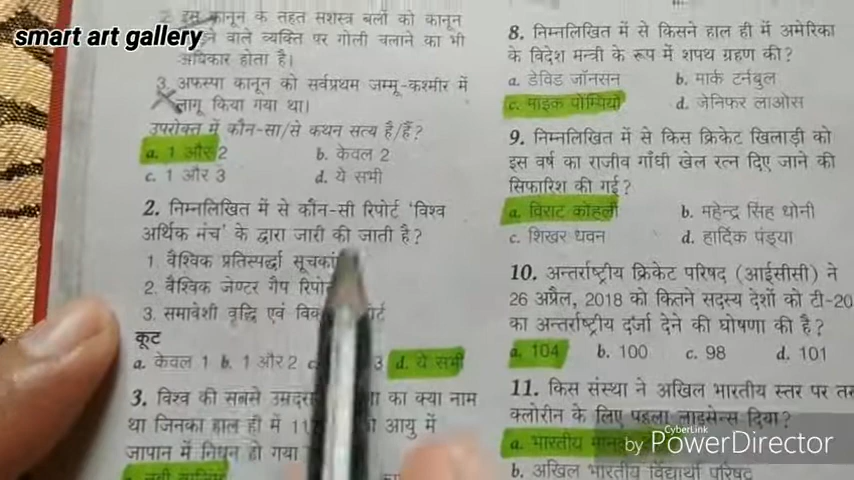 smart art gallery
2. इस कानून के तहत सशस्त्र बलों को कानून
वाले व्यक्ति पर गोली चलाने का भी
अधिकार होता है।
3. अफस्पा कानून को सर्वप्रथम जम्मू-कश्मीर में
लागू किया गया था।
उपरोक्त में कौन-सा/से कथन सत्य है/हैं?
a. 1 और 2 b. केवल 2
c. 1 और 3 d. ये सभी
2. निम्नलिखित में से कौन-सी रिपोर्ट 'विश्व
आर्थिक मंच' के द्वारा जारी की जाती है?
1. वैश्विक प्रतिस्पर्द्धा
2. वैश्विक जेण्टर गैप
3. समावेशी वृद्धि एवं
कूट
a. केवल 1 b. 1 और 2 3 d. ये सभी
3. विश्व की सबसे का क्या नाम
था जिनका हाल ही में आयु में
जापान में निधन हो गया
8. निम्नलिखित में से किसने हाल ही में अमेरिका
के विदेश मन्त्री के रूप में शपथ ग्रहण की?
a. डेविड जॉनसन b. मार्क टर्नबुल
c. माइक पोम्पियो d. जेनिफर लाओस
9. निम्नलिखित में से किस क्रिकेट खिलाड़ी को
इस वर्ष का राजीव गाँधी खेल रत्न दिए जाने की
सिफारिश की गई?
a. विराट कोहली b. महेन्द्र सिंह धोनी
c. शिखर धवन d. हार्दिक पंड्या
10. अन्तर्राष्ट्रीय क्रिकेट परिषद (आईसीसी) ने
26 अप्रैल, 2018 को कितने सदस्य देशों को टी-20
का अन्तर्राष्ट्रीय दर्जा देने की घोषणा की है?
a. 104 b. 100 c. 98 d. 101
11. किस संस्था ने अखिल भारतीय स्तर पर
क्लोरीन के लिए पहला लाइसेन्स दिया?
a. भारतीय
b. अखिल भारतीय विद्यार्थी परिषद
CyberLink
by PowerDirector